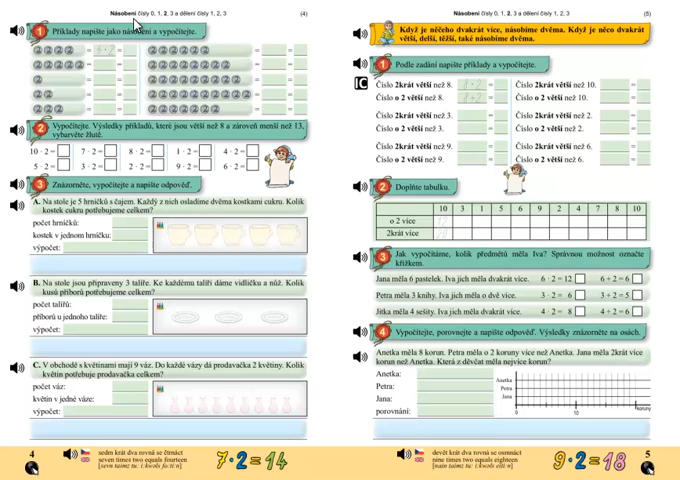 Násobení čísly 0, 1, 2, 3 a dělení čísly 1, 2, 3
(4)
1 Příklady napište jako násobení a vypočítejte.
2 Vypočítejte. Výsledky příkladů, které jsou větší než 8 a zároveň menší než 13, vybarvěte žlutě.
10 · 2 = 7 · 2 = 8 · 2 = 1 · 2 = 4 · 2 =
5 · 2 = 3 · 2 = 2 · 2 = 9 · 2 = 6 · 2 =
3 Znázorněte, vypočítejte a napište odpověď.
A. Na stole je 5 hrníčků s čajem. Každý z nich osladíme dvěma kostkami cukru. Kolik
kostek cukru potřebujeme celkem?
počet hrníčků:
kostek v jednom hrníčku:
výpočet:
B. Na stole jsou připraveny 3 talíře. Ke každému talíři dáme vidličku a nůž. Kolik
kusů příborů potřebujeme celkem?
počet talířů:
příborů u jednoho talíře:
výpočet:
C. V obchodě s květinami mají 9 váz. Do každé vázy dá prodavačka 2 květiny. Kolik
květin potřebuje prodavačka celkem?
počet váz:
květin v jedné váze:
výpočet:
4
sedm krát dva rovná se čtrnáct
seven times two equals fourteen
7 · 2 = 14
Násobení čísly 0, 1, 2, 3 a dělení čísly 1, 2, 3
(5)
Když je něčeho dvakrát více, násobíme dvěma. Když je něco dvakrát
větší, delší, těžší, také násobíme dvěma.
1 Podle zadání napište příklady a vypočítejte.
IC
Číslo 2krát větší než 8. 8 · 2 = Číslo 2krát větší než 10.
Číslo o 2 větší než 8. 8 + 2 = Číslo o 2 větší než 10.
Číslo 2krát větší než 3. Číslo 2krát větší než 2.
Číslo o 2 větší než 3. Číslo o 2 větší než 2.
Číslo 2krát větší než 9. Číslo 2krát větší než 6.
Číslo o 2 větší než 9. Číslo o 2 větší než 6.
2 Doplňte tabulku.
10 3 1 5 6 9 2 4 7 8 10
o 2 více
2krát více
3 Jak vypočítáme, kolik předmětů měla Iva? Správnou možnost označte
křížkem.
Jana měla 6 pastelek. Iva jich měla dvakrát více. 6 · 2 = 12 6 + 2 = 6
Petra měla 3 knihy. Iva jich měla o dvě více. 3 · 2 = 6 3 + 2 = 5
Jitka měla 4 sešity. Iva jich měla dvakrát více. 4 · 2 = 8 4 + 2 = 6
4 Vypočítejte, porovnejte a napište odpověď. Výsledky znázorněte na osách.
Anetka měla 8 korun. Petra měla o 2 koruny více než Anetka. Jana měla 2krát více
korun než Anetka. Která z děvčat měla nejvíce korun?
Anetka:
Petra:
Jana:
porovnání:
Anetka
Petra
Jana
0 10 koruny
devět krát dva rovná se osmnáct
nine times two equals eighteen
9 · 2 = 18
5